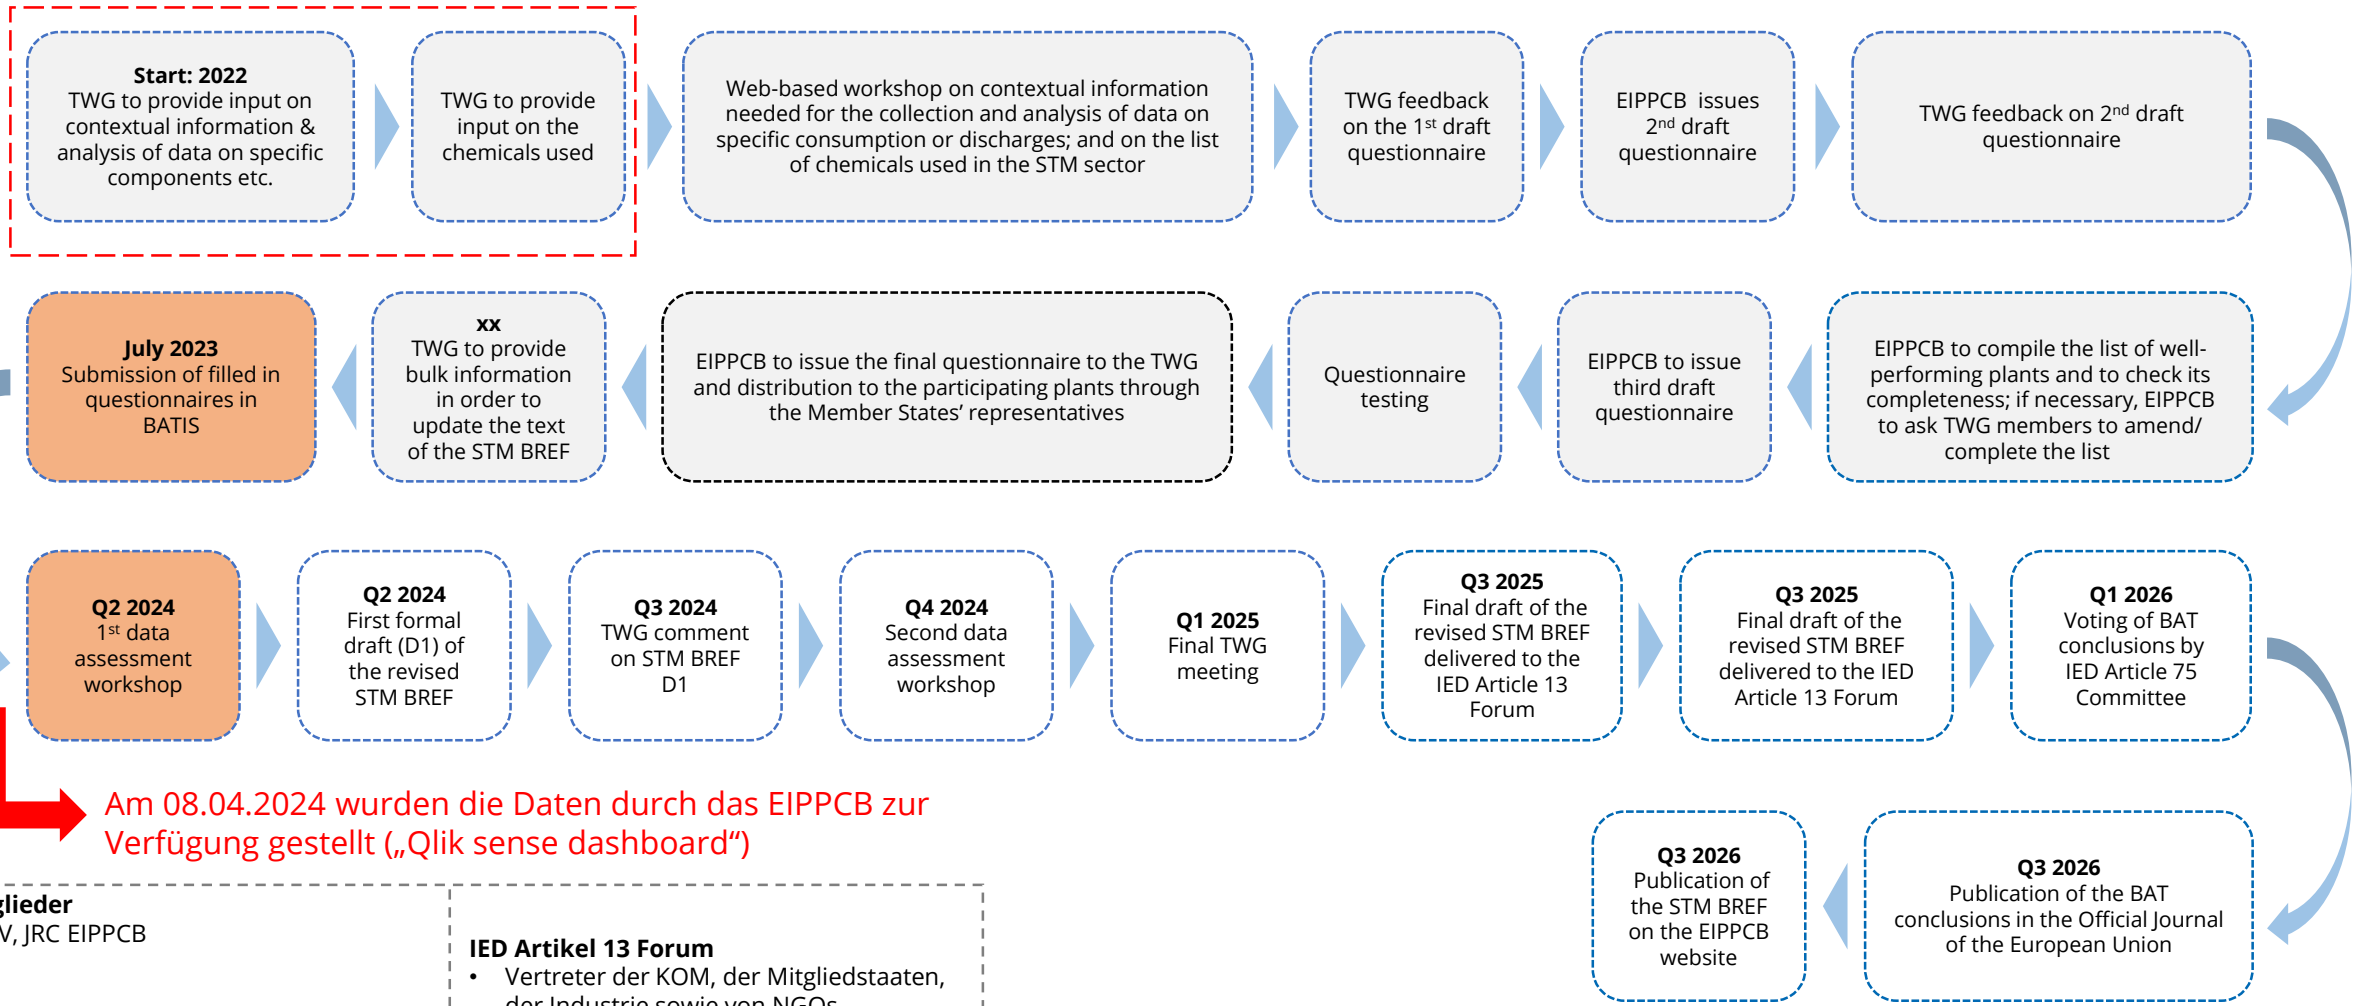 Start: 2022
TWG to provide input on
contextual information &
analysis of data on specific
components etc.
TWG to provide
input on the
chemicals used
Web-based workshop on contextual information
needed for the collection and analysis of data on
specific consumption or discharges; and on the list
of chemicals used in the STM sector
TWG feedback
on the 1st draft
questionnaire
EIPPCB issues
2nd draft
questionnaire
TWG feedback on 2nd draft
questionnaire
July 2023
Submission of filled in
questionnaires in
BATIS
xx
TWG to provide
bulk information
in order to
update the text
of the STM BREF
EIPPCB to issue the final questionnaire to the TWG
and distribution to the participating plants through
the Member States’ representatives
Questionnaire
testing
EIPPCB to issue
third draft
questionnaire
EIPPCB to compile the list of well-
performing plants and to check its
completeness; if necessary, EIPPCB
to ask TWG members to amend/
complete the list
Q2 2024
1st data
assessment
workshop
Q2 2024
First formal
draft (D1) of
the revised
STM BREF
Q3 2024
TWG comment
on STM BREF
D1
Q4 2024
Second data
assessment
workshop
Q1 2025
Final TWG
meeting
Q3 2025
Final draft of the
revised STM BREF
delivered to the
IED Article 13
Forum
Q3 2025
Final draft of the
revised STM BREF
delivered to the IED
Article 13 Forum
Q1 2026
Voting of BAT
conclusions by
IED Article 75
Committee
Am 08.04.2024 wurden die Daten durch das EIPPCB zur
Verfügung gestellt („Qlik sense dashboard“)
Q3 2026
Publication of
the STM BREF
on the EIPPCB
website
Q3 2026
Publication of the BAT
conclusions in the Official Journal
of the European Union
glieder
V, JRC EIPPCB
IED Artikel 13 Forum
• Vertreter der KOM, der Mitgliedstaaten,
der Industrie sowie von NGOs